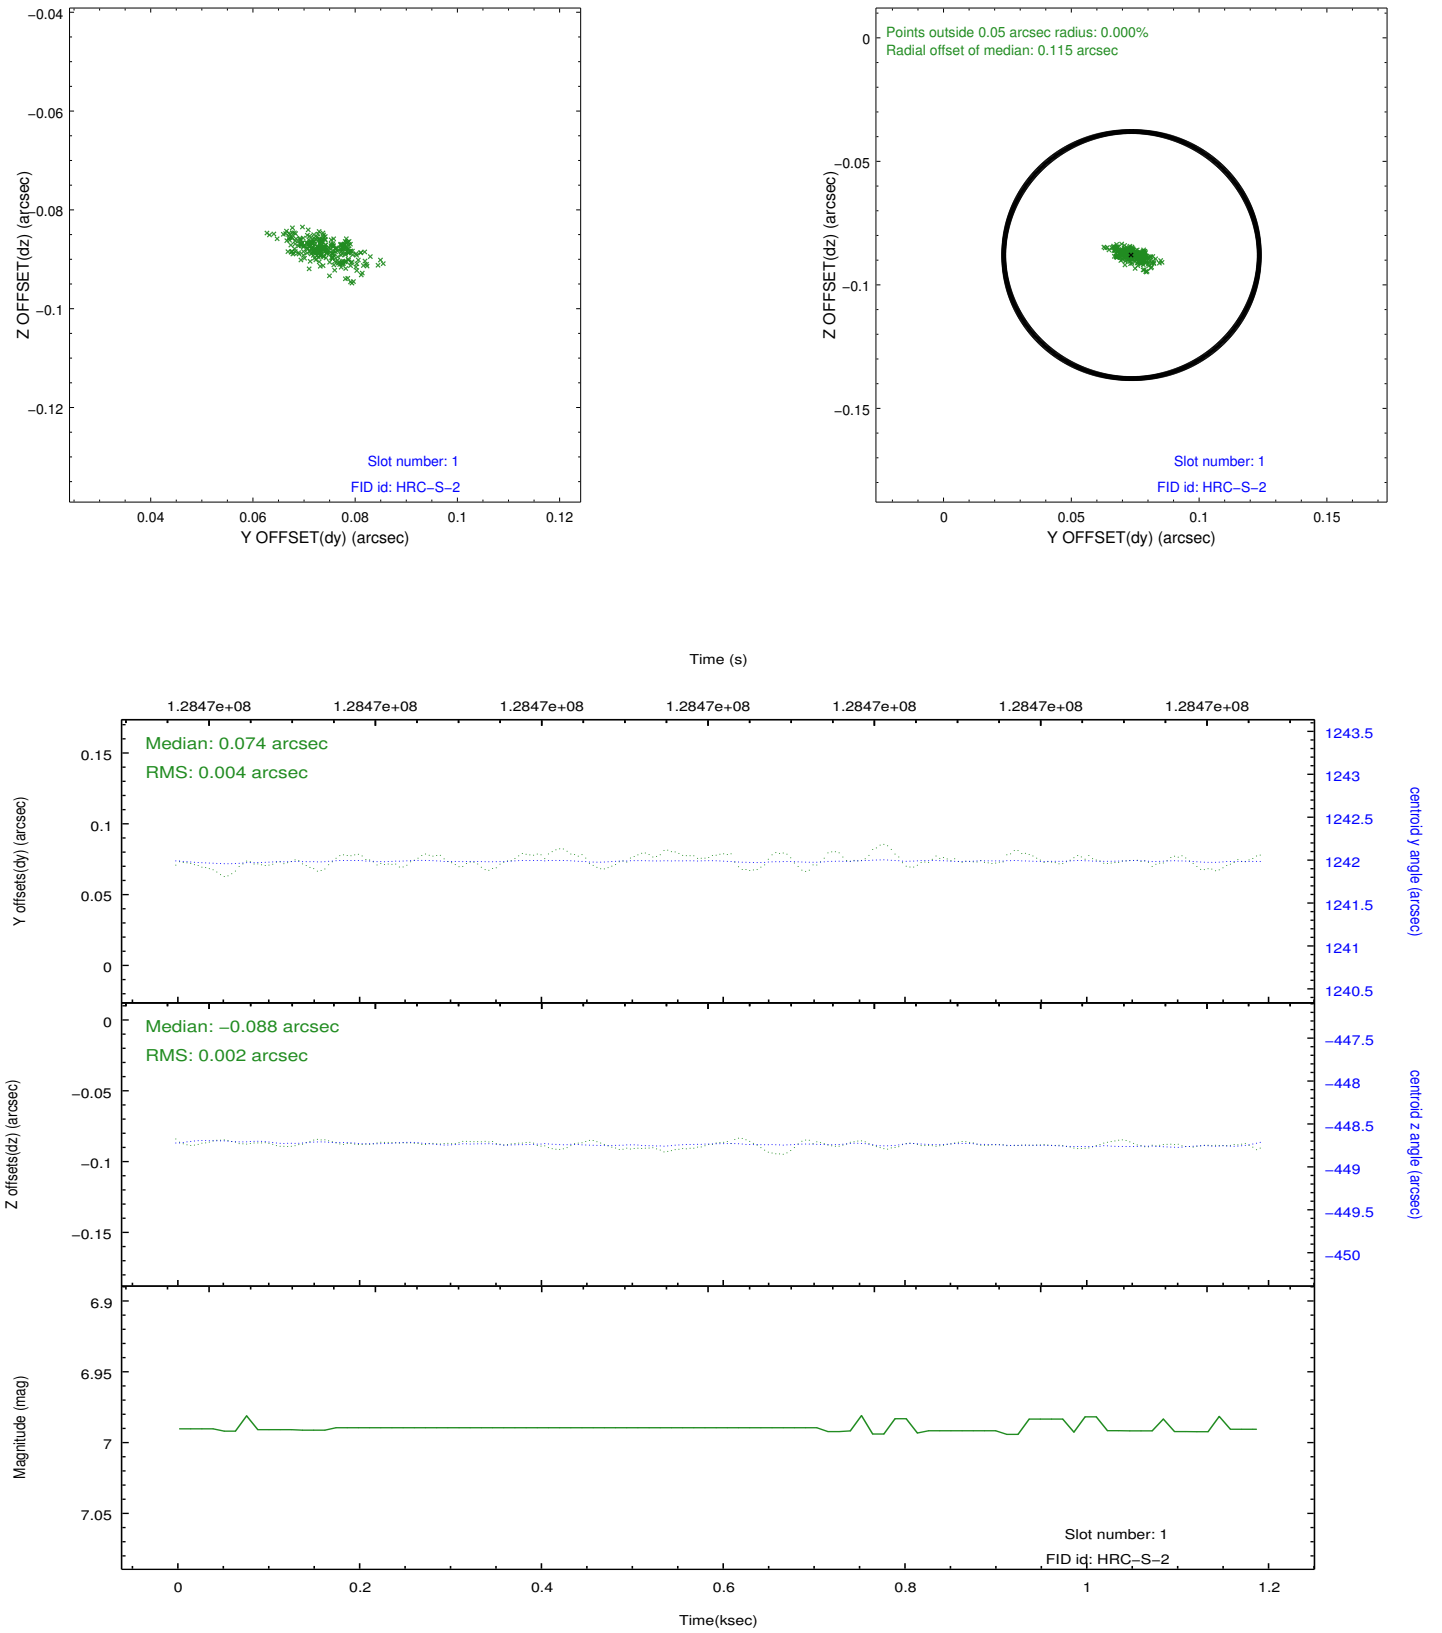 −0.04
−0.06
−0.08
−0.1
−0.12
Z OFFSET(dz) (arcsec)
Slot number: 1
FID id: HRC−S−2
0.04 0.06 0.08 0.1 0.12
Y OFFSET(dy) (arcsec)
Points outside 0.05 arcsec radius: 0.000%
Radial offset of median: 0.115 arcsec
0
−0.05
−0.1
−0.15
Z OFFSET(dz) (arcsec)
Slot number: 1
FID id: HRC−S−2
0 0.05 0.1 0.15
Y OFFSET(dy) (arcsec)
Time (s)
1.2847e+08 1.2847e+08 1.2847e+08 1.2847e+08 1.2847e+08 1.2847e+08 1.2847e+08
Median: 0.074 arcsec
RMS: 0.004 arcsec
0.15
0.1
0.05
0
Y offsets(dy) (arcsec)
1243.5
1243
1242.5
1242
1241.5
1241
1240.5
centroid y angle (arcsec)
Median: −0.088 arcsec
RMS: 0.002 arcsec
0
−0.05
−0.1
−0.15
Z offsets(dz) (arcsec)
−447.5
−448
−448.5
−449
−449.5
−450
centroid z angle (arcsec)
6.9
6.95
7
7.05
Magnitude (mag)
Slot number: 1
FID id: HRC−S−2
0 0.2 0.4 0.6 0.8 1 1.2
Time(ksec)